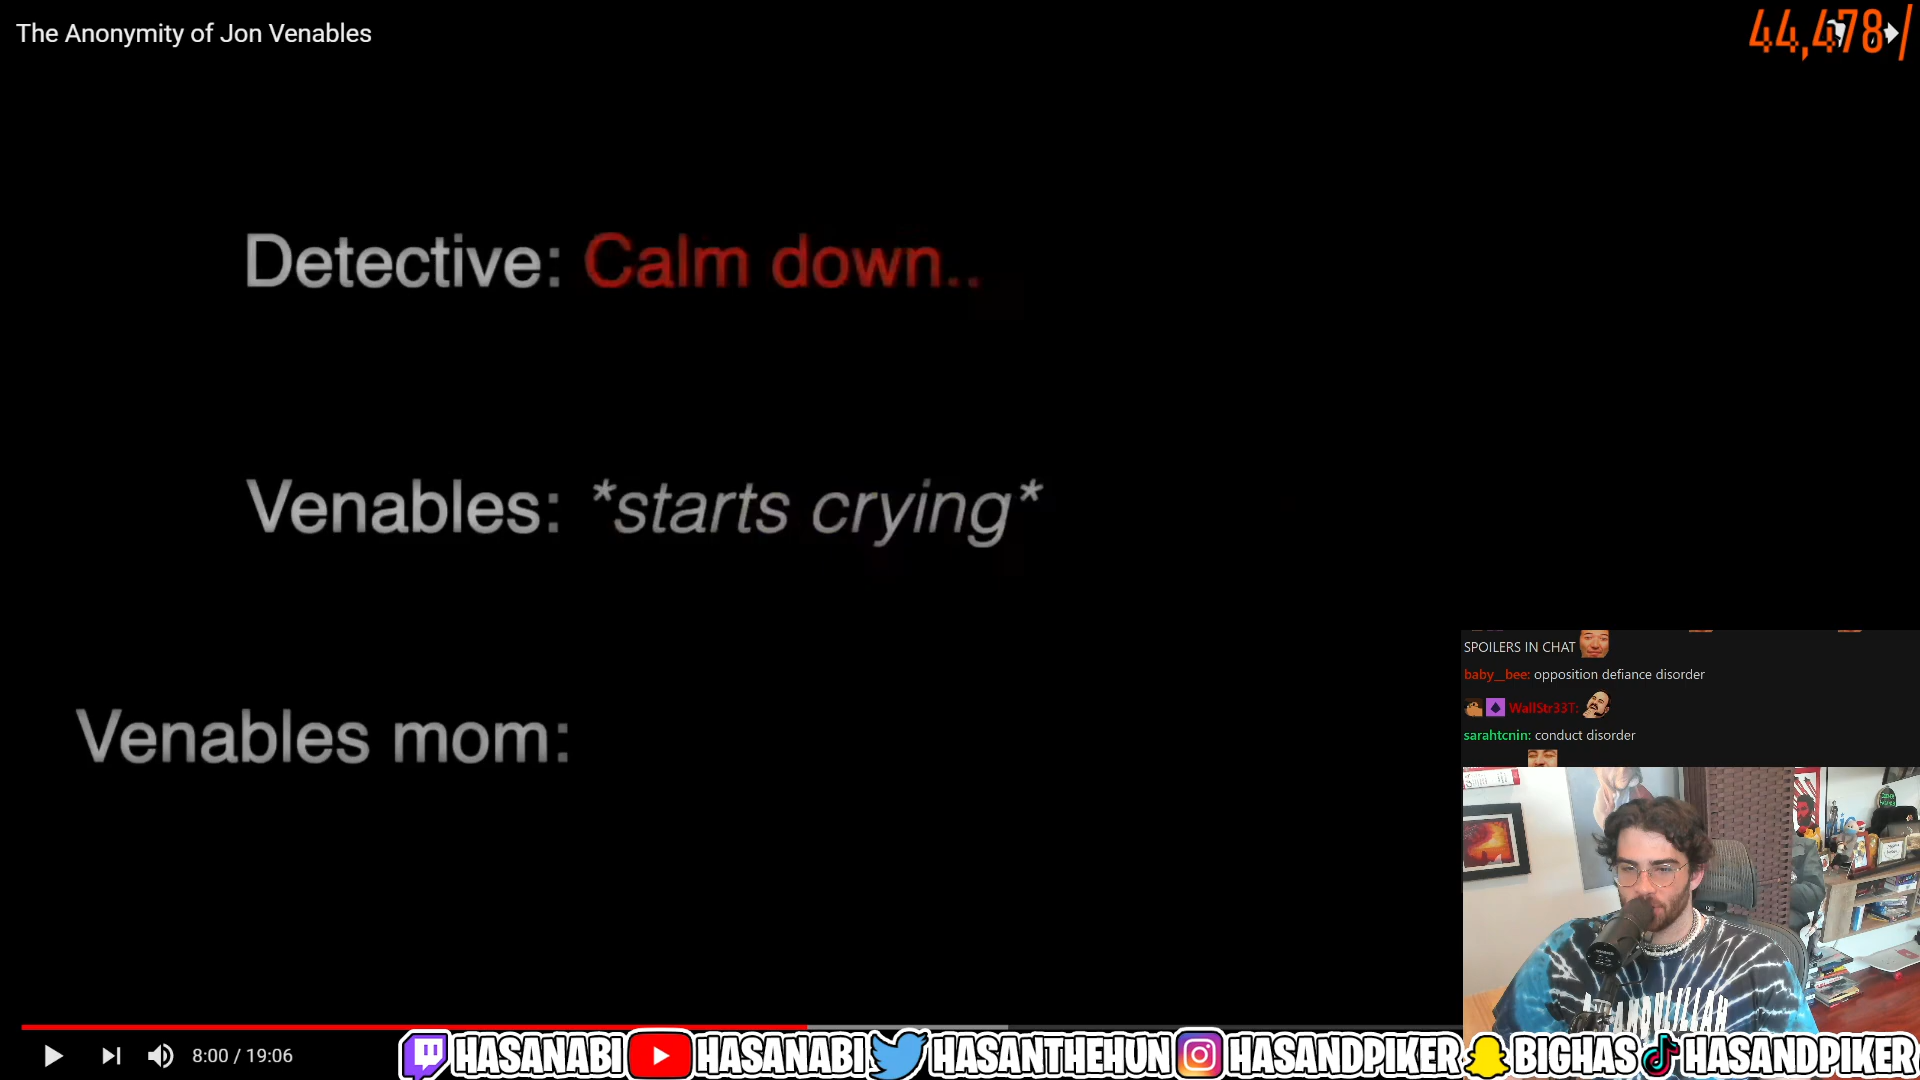 The Anonymity of Jon Venables
44,478
Detective: Calm down..
Venables: *starts crying*
Venables mom:
SPOILERS IN CHAT
baby__bee: opposition defiance disorder
WallStr33T:
sarahtcnin: conduct disorder
8:00 / 19:06
HASANABI HASANABI HASANTHEHUN HASANDPIKER BIGHAS HASANDPIKER